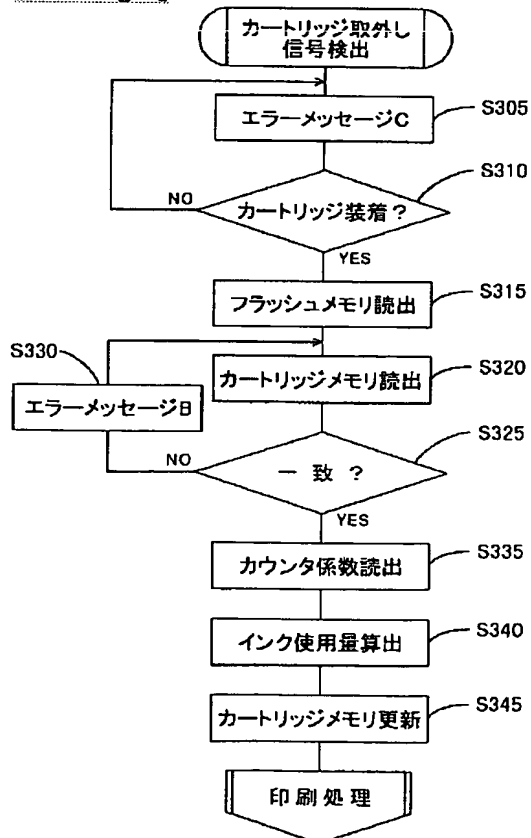 カートリッジ取外し
信号検出
エラーメッセージC
S305
カートリッジ装着？
S310
NO
YES
フラッシュメモリ読出
S315
カートリッジメモリ読出
S320
S330
エラーメッセージB
一 致 ？
S325
NO
YES
カウンタ係数読出
S335
インク使用量算出
S340
カートリッジメモリ更新
S345
印 刷 処 理